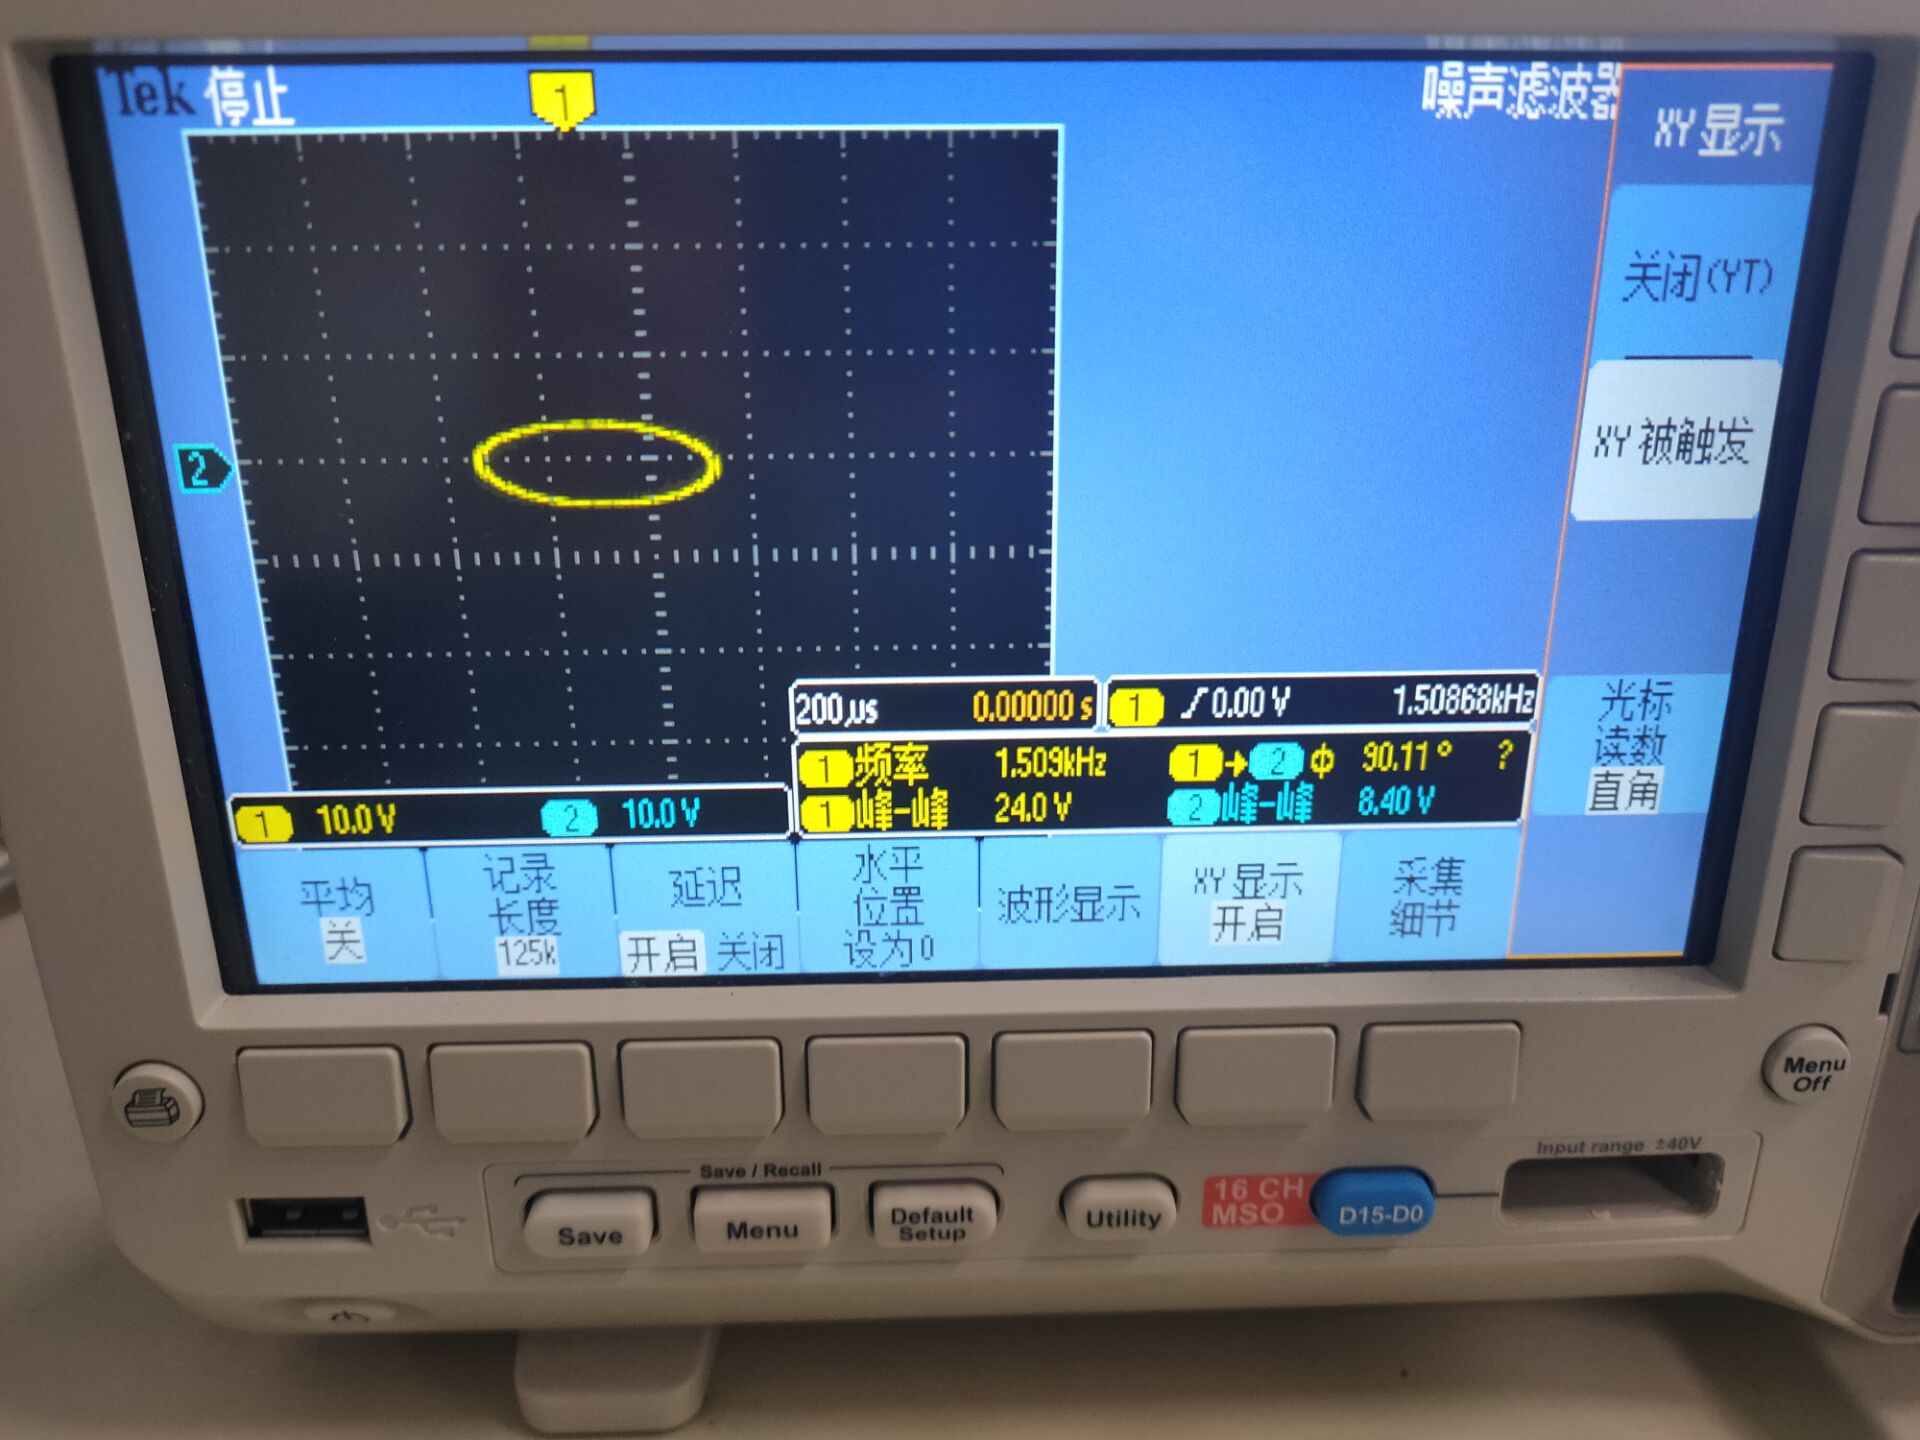 Tek 停止
1
噪声滤波器
XY 显示
关闭(YT)
XY 被触发
2
光标
读数
直角
200µs 0.00000 s
1 0.00 V 1.50868kHz
1 频率 1.509kHz 1 → 2 Φ 90.11° ?
1 峰-峰 24.0 V 2 峰-峰 8.40 V
1 10.0 V 2 10.0 V
平均
关
记录
长度
125k
延迟
开启 关闭
水平
位置
设为0
波形显示
XY 显示
开启
采集
细节
Menu
Off
Input range ±40V
Save / Recall
Save
Menu
Default
Setup
Utility
16 CH
MSO
D15-D0